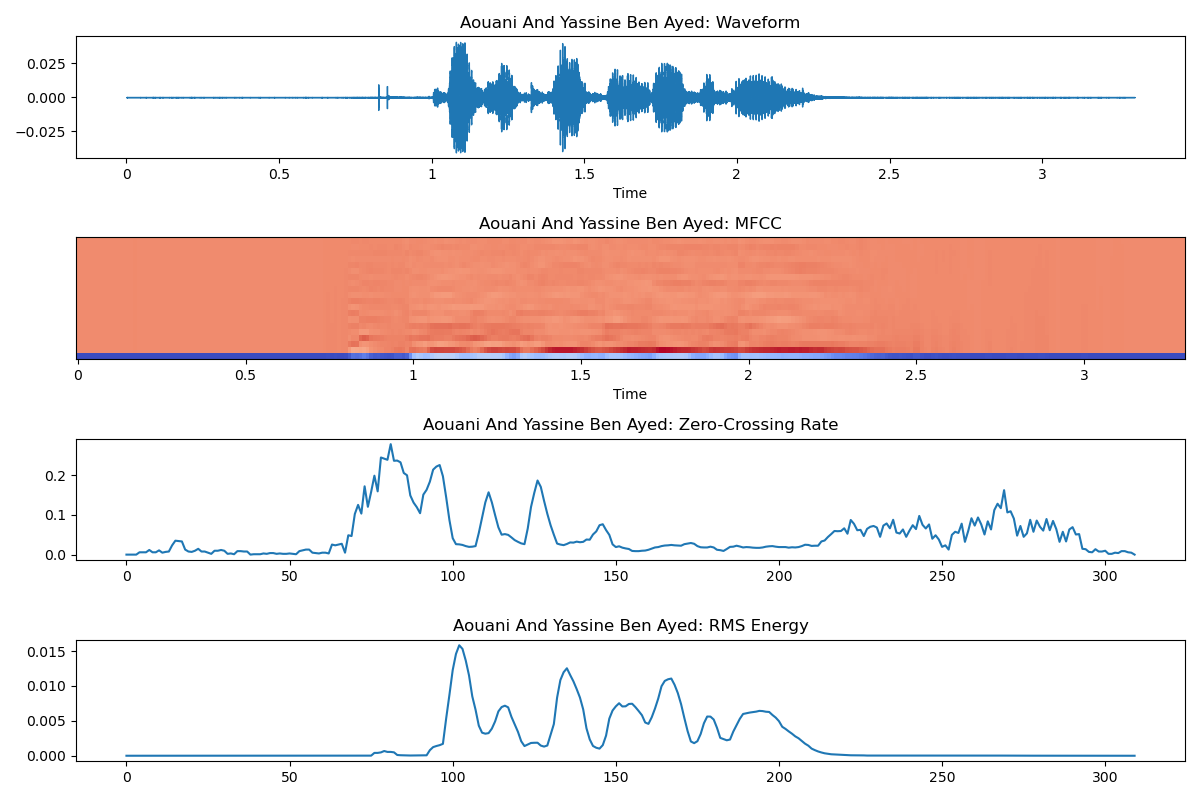 Aouani And Yassine Ben Ayed: Waveform
0.025
0.000
−0.025
0 0.5 1 1.5 2 2.5 3
Time
Aouani And Yassine Ben Ayed: MFCC
0 0.5 1 1.5 2 2.5 3
Time
Aouani And Yassine Ben Ayed: Zero-Crossing Rate
0.2
0.1
0.0
0 50 100 150 200 250 300
Aouani And Yassine Ben Ayed: RMS Energy
0.015
0.010
0.005
0.000
0 50 100 150 200 250 300